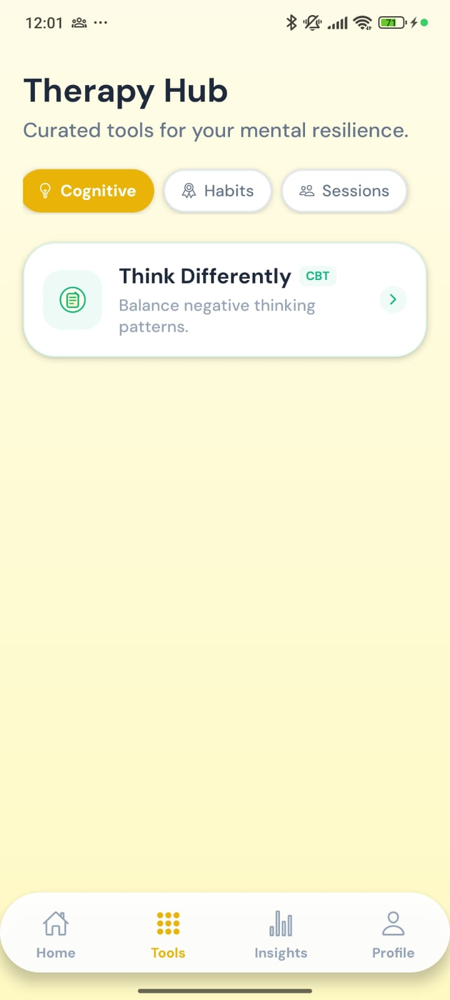 12:01
71
Therapy Hub
Curated tools for your mental resilience.
Cognitive
Habits
Sessions
Think Differently CBT
Balance negative thinking
patterns.
Home
Tools
Insights
Profile